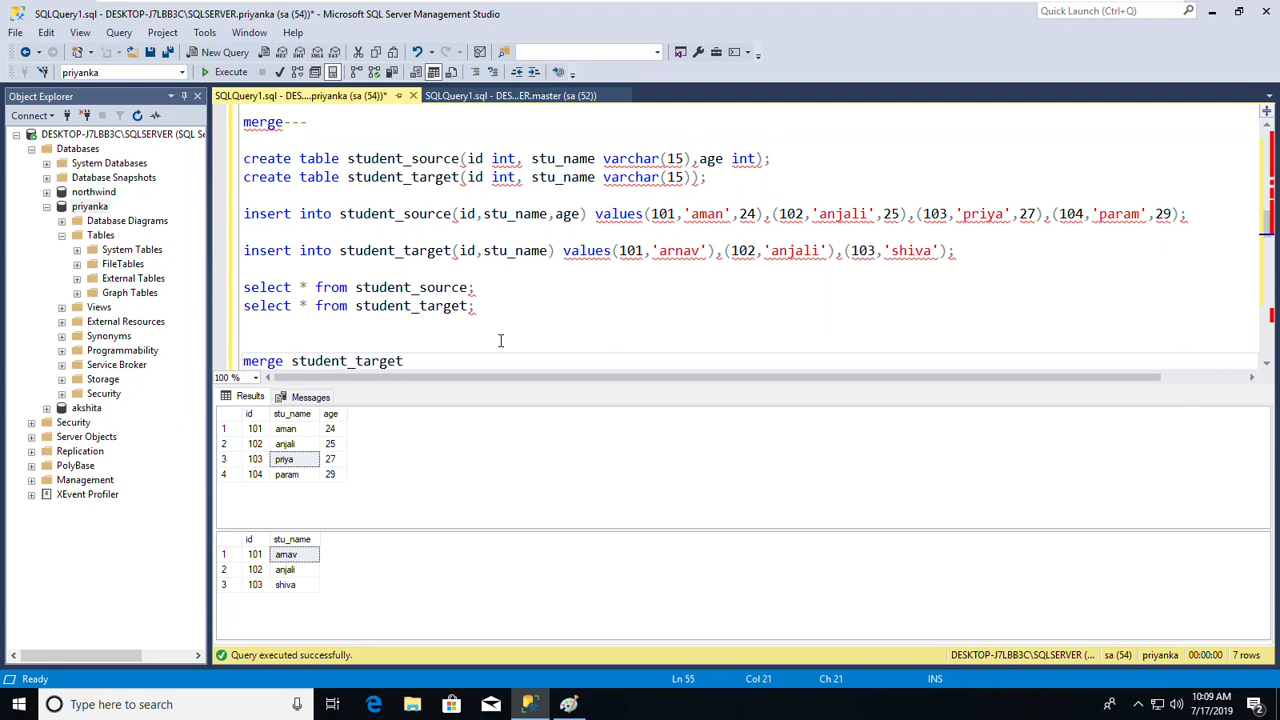 SQLQuery1.sql - DESKTOP-J7LBB3C\SQLSERVER.priyanka (sa (54))* - Microsoft SQL Server Management Studio
Quick Launch (Ctrl+Q)
File Edit View Query Project Tools Window Help
New Query
priyanka
Execute
Object Explorer
SQLQuery1.sql - DES....priyanka (sa (54))*
SQLQuery1.sql - DES...ER.master (sa (52))
Connect
DESKTOP-J7LBB3C\SQLSERVER (SQL Se
Databases
System Databases
Database Snapshots
northwind
priyanka
Database Diagrams
Tables
System Tables
FileTables
External Tables
Graph Tables
Views
External Resources
Synonyms
Programmability
Service Broker
Storage
Security
akshita
Security
Server Objects
Replication
PolyBase
Management
XEvent Profiler
merge---
create table student_source(id int, stu_name varchar(15),age int);
create table student_target(id int, stu_name varchar(15));
insert into student_source(id,stu_name,age) values(101,'aman',24),(102,'anjali',25),(103,'priya',27),(104,'param',29);
insert into student_target(id,stu_name) values(101,'arnav'),(102,'anjali'),(103,'shiva');
select * from student_source;
select * from student_target;
merge student_target
100 %
Results Messages
id stu_name age
1 101 aman 24
2 102 anjali 25
3 103 priya 27
4 104 param 29
id stu_name
1 101 arnav
2 102 anjali
3 103 shiva
Query executed successfully.
DESKTOP-J7LBB3C\SQLSERVER (... sa (54) priyanka 00:00:00 7 rows
Ready
Ln 55 Col 21 Ch 21 INS
Type here to search
10:09 AM
7/17/2019
2